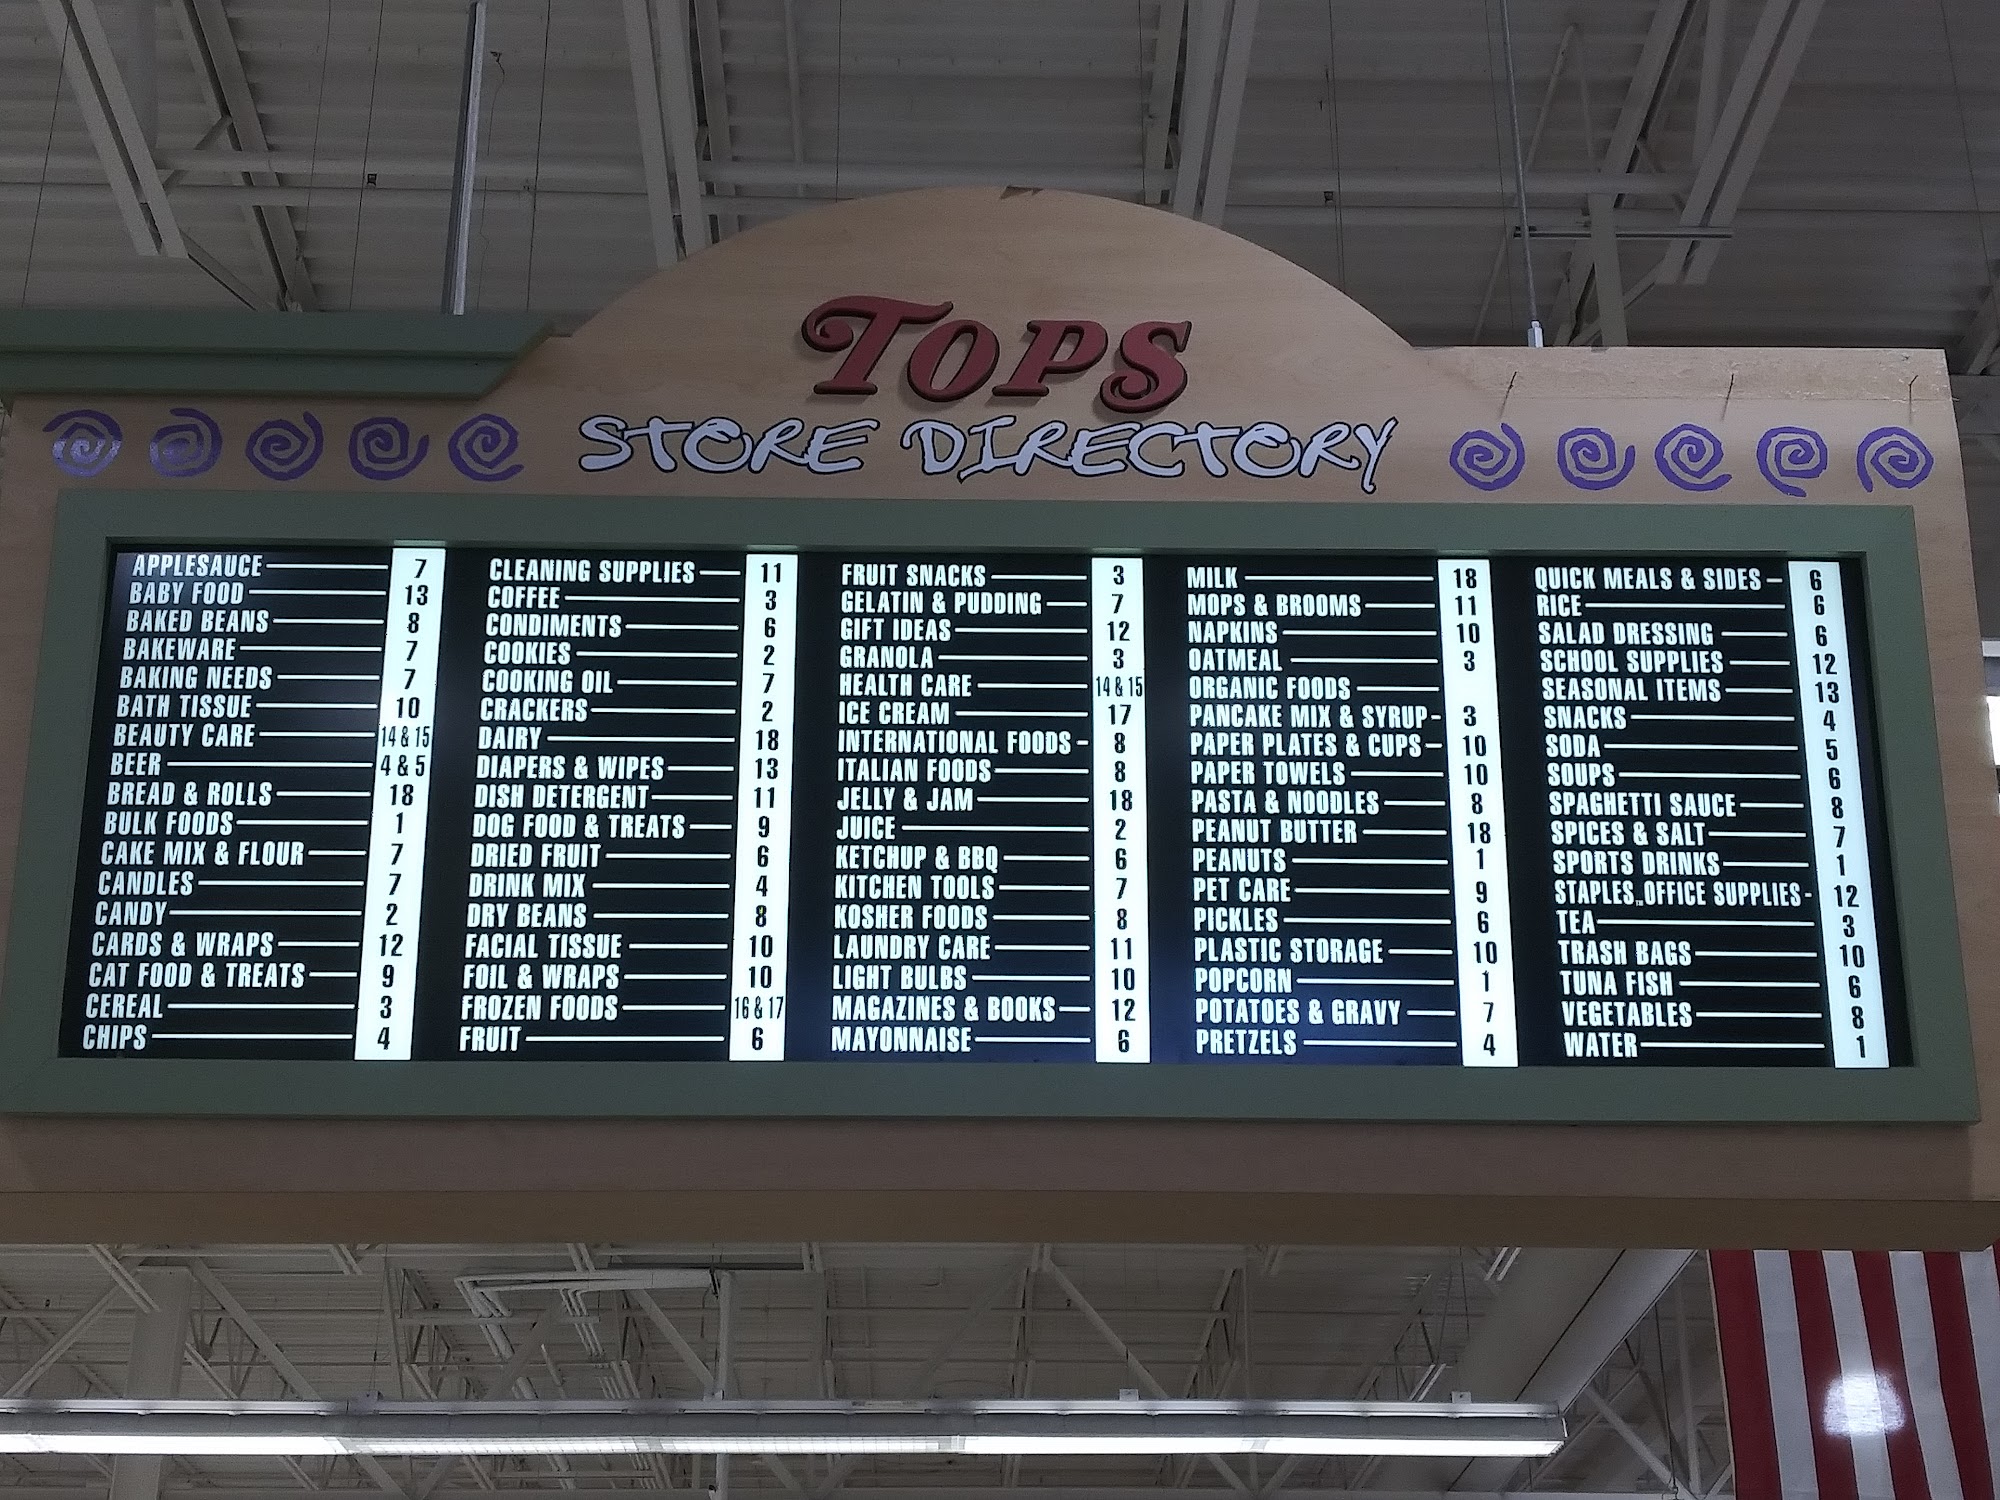 TOPS
STORE DIRECTORY
APPLESAUCE 7
BABY FOOD 13
BAKED BEANS 8
BAKEWARE 7
BAKING NEEDS 7
BATH TISSUE 10
BEAUTY CARE 14 & 15
BEER 4 & 5
BREAD & ROLLS 18
BULK FOODS 1
CAKE MIX & FLOUR 7
CANDLES 7
CANDY 2
CARDS & WRAPS 12
CAT FOOD & TREATS 9
CEREAL 3
CHIPS 4
CLEANING SUPPLIES 11
COFFEE 3
CONDIMENTS 6
COOKIES 2
COOKING OIL 7
CRACKERS 2
DAIRY 18
DIAPERS & WIPES 13
DISH DETERGENT 11
DOG FOOD & TREATS 9
DRIED FRUIT 6
DRINK MIX 4
DRY BEANS 8
FACIAL TISSUE 10
FOIL & WRAPS 10
FROZEN FOODS 16 & 17
FRUIT 6
FRUIT SNACKS 3
GELATIN & PUDDING 7
GIFT IDEAS 12
GRANOLA 3
HEALTH CARE 14 & 15
ICE CREAM 17
INTERNATIONAL FOODS 8
ITALIAN FOODS 8
JELLY & JAM 18
JUICE 2
KETCHUP & BBQ 6
KITCHEN TOOLS 7
KOSHER FOODS 8
LAUNDRY CARE 11
LIGHT BULBS 10
MAGAZINES & BOOKS 12
MAYONNAISE 6
MILK 18
MOPS & BROOMS 11
NAPKINS 10
OATMEAL 3
ORGANIC FOODS
PANCAKE MIX & SYRUP 3
PAPER PLATES & CUPS 10
PAPER TOWELS 10
PASTA & NOODLES 8
PEANUT BUTTER 18
PEANUTS 1
PET CARE 9
PICKLES 6
PLASTIC STORAGE 10
POPCORN 1
POTATOES & GRAVY 7
PRETZELS 4
QUICK MEALS & SIDES 6
RICE 6
SALAD DRESSING 6
SCHOOL SUPPLIES 12
SEASONAL ITEMS 13
SNACKS 4
SODA 5
SOUPS 6
SPAGHETTI SAUCE 8
SPICES & SALT 7
SPORTS DRINKS 1
STAPLES™ OFFICE SUPPLIES 12
TEA 3
TRASH BAGS 10
TUNA FISH 6
VEGETABLES 8
WATER 1